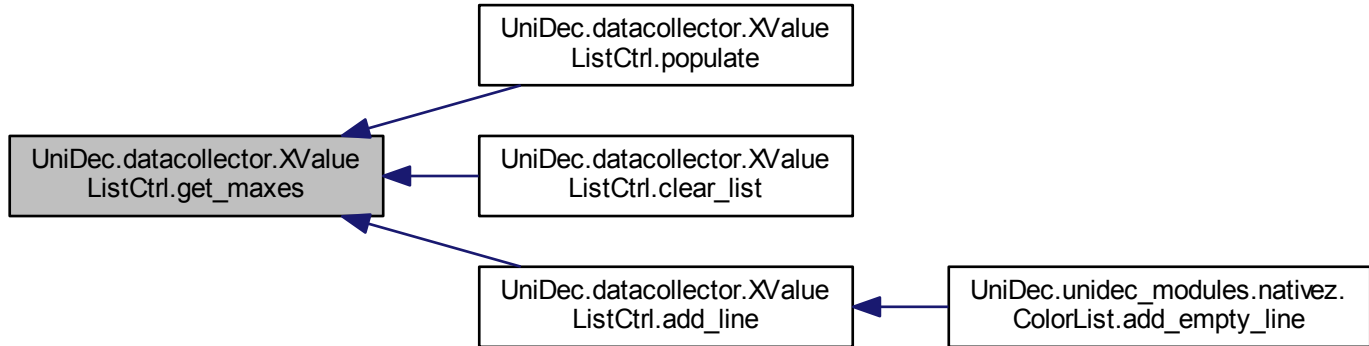 UniDec.datacollector.XValue
ListCtrl.populate
UniDec.datacollector.XValue
ListCtrl.get_maxes
UniDec.datacollector.XValue
ListCtrl.clear_list
UniDec.datacollector.XValue
ListCtrl.add_line
UniDec.unidec_modules.nativez.
ColorList.add_empty_line